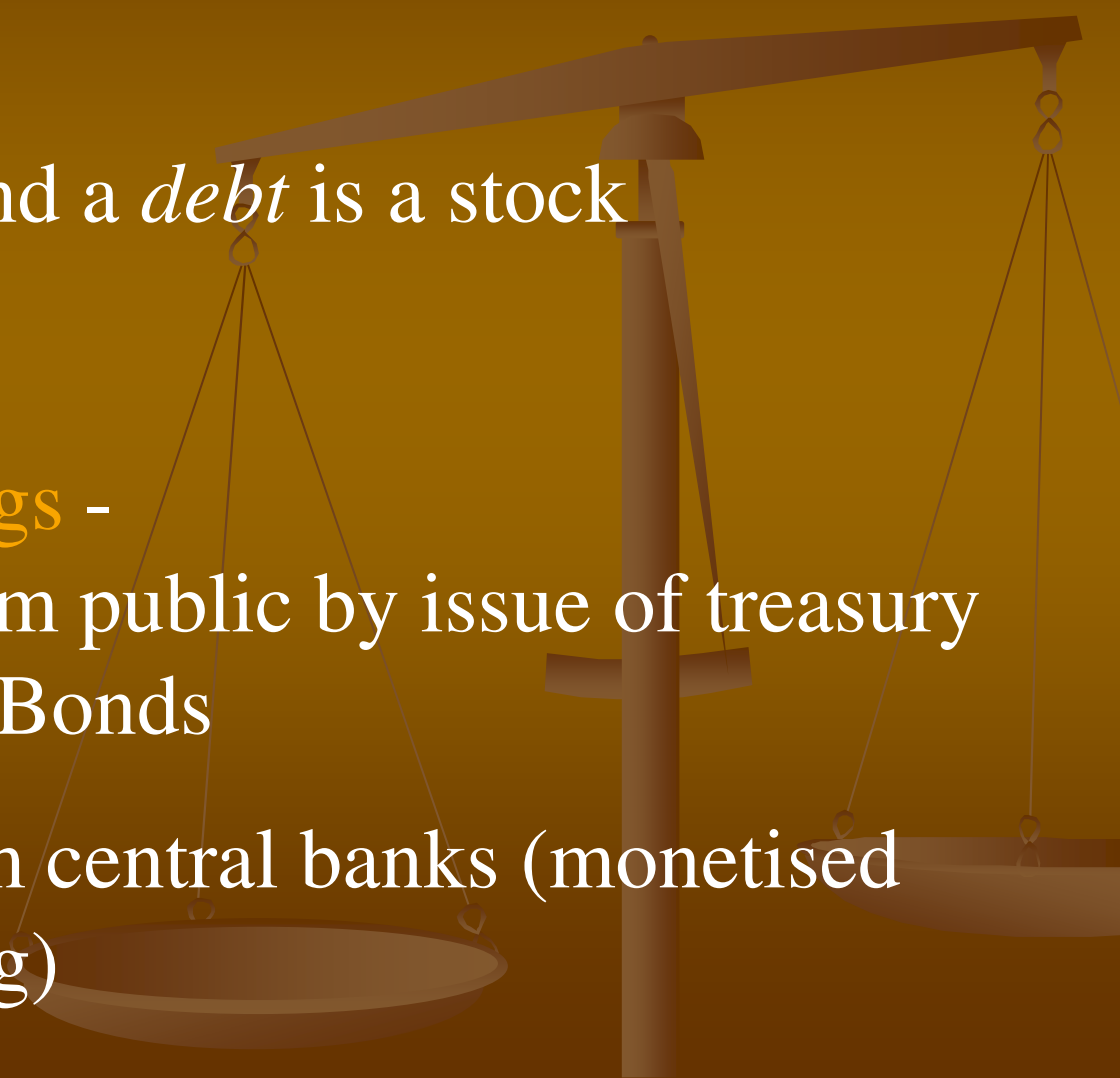 nd a debt is a stock
gs -
m public by issue of treasury
Bonds
n central banks (monetised
g)